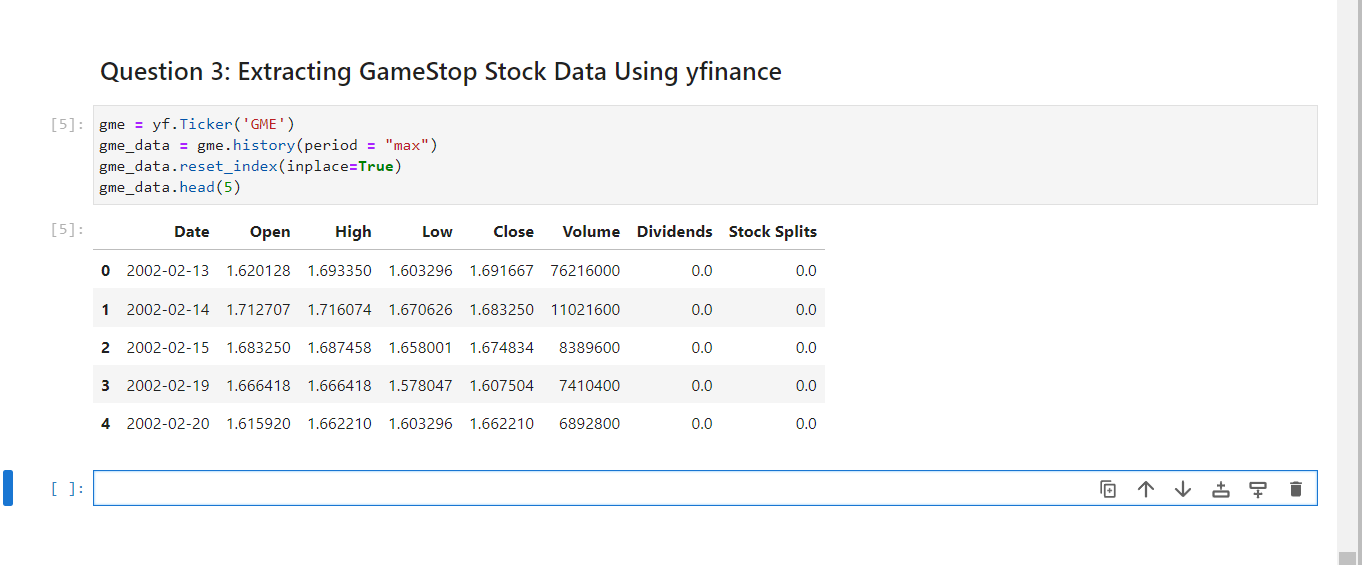 Question 3: Extracting GameStop Stock Data Using yfinance
[5]: gme = yf.Ticker('GME')
gme_data = gme.history(period = "max")
gme_data.reset_index(inplace=True)
gme_data.head(5)
[5]: Date Open High Low Close Volume Dividends Stock Splits
0 2002-02-13 1.620128 1.693350 1.603296 1.691667 76216000 0.0 0.0
1 2002-02-14 1.712707 1.716074 1.670626 1.683250 11021600 0.0 0.0
2 2002-02-15 1.683250 1.687458 1.658001 1.674834 8389600 0.0 0.0
3 2002-02-19 1.666418 1.666418 1.578047 1.607504 7410400 0.0 0.0
4 2002-02-20 1.615920 1.662210 1.603296 1.662210 6892800 0.0 0.0
[ ]: